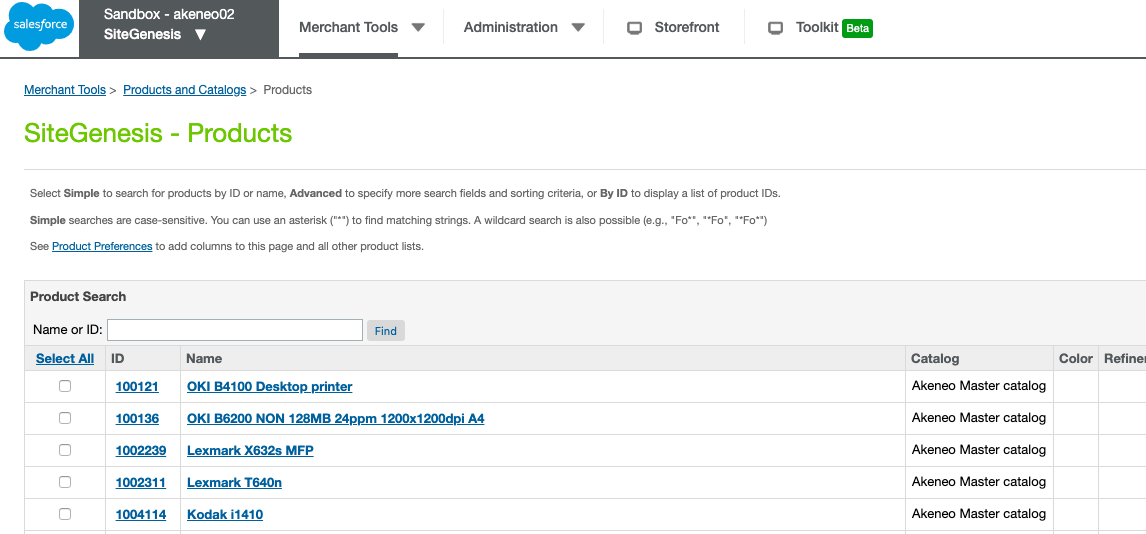 salesforce
Sandbox - akeneo02
SiteGenesis ▼
Merchant Tools
Administration
Storefront
Toolkit Beta
Merchant Tools > Products and Catalogs > Products
SiteGenesis - Products
Select Simple to search for products by ID or name, Advanced to specify more search fields and sorting criteria, or By ID to display a list of product IDs.
Simple searches are case-sensitive. You can use an asterisk ("*") to find matching strings. A wildcard search is also possible (e.g., "Fo*", "*Fo", "*Fo*")
See Product Preferences to add columns to this page and all other product lists.
Product Search
Name or ID: Find
Select All ID Name Catalog Color Refine
100121 OKI B4100 Desktop printer Akeneo Master catalog
100136 OKI B6200 NON 128MB 24ppm 1200x1200dpi A4 Akeneo Master catalog
1002239 Lexmark X632s MFP Akeneo Master catalog
1002311 Lexmark T640n Akeneo Master catalog
1004114 Kodak i1410 Akeneo Master catalog